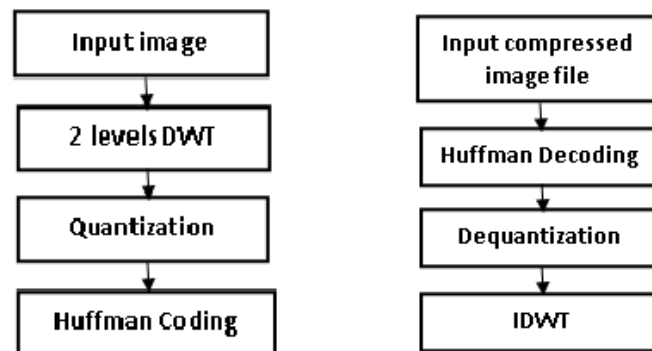 Input image
2 levels DWT
Quantization
Huffman Coding
Input compressed
image file
Huffman Decoding
Dequantization
IDWT